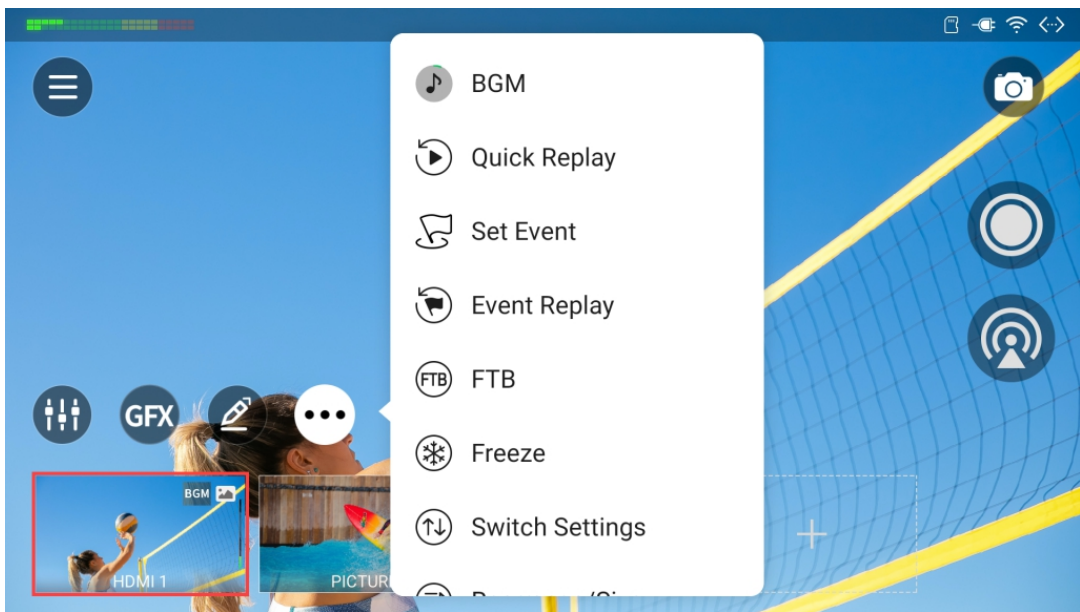 BGM
Quick Replay
Set Event
Event Replay
FTB FTB
Freeze
Switch Settings
GFX
BGM
HDMI 1
PICTUR